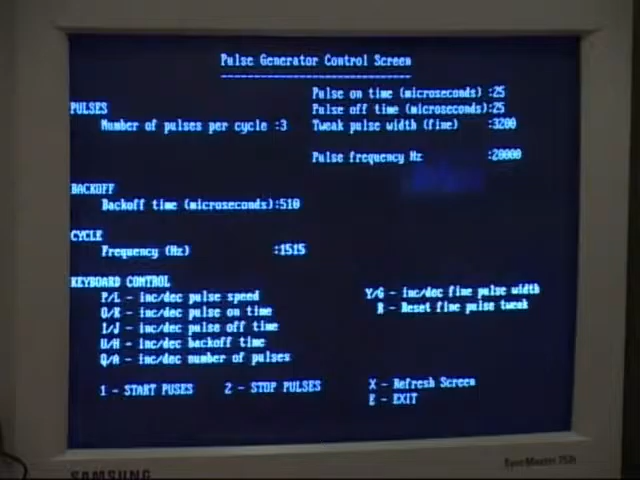 Pulse Generator Control Screen
Pulse on time (microseconds) :25
PULSES
Pulse off time (microseconds):25
Number of pulses per cycle :3
Tweak pulse width (fine) :3200
Pulse frequency Hz :20000
BACKOFF
Backoff time (microseconds):510
CYCLE
Frequency (Hz) :1515
KEYBOARD CONTROL
P/L - inc/dec pulse speed
Y/G - inc/dec fine pulse width
O/K - inc/dec pulse on time
R - Reset fine pulse tweak
I/J - inc/dec pulse off time
U/H - inc/dec backoff time
Q/A - inc/dec number of pulses
1 - START PUSES 2 - STOP PULSES X - Refresh Screen
E - EXIT
SAMSUNG
SyncMaster